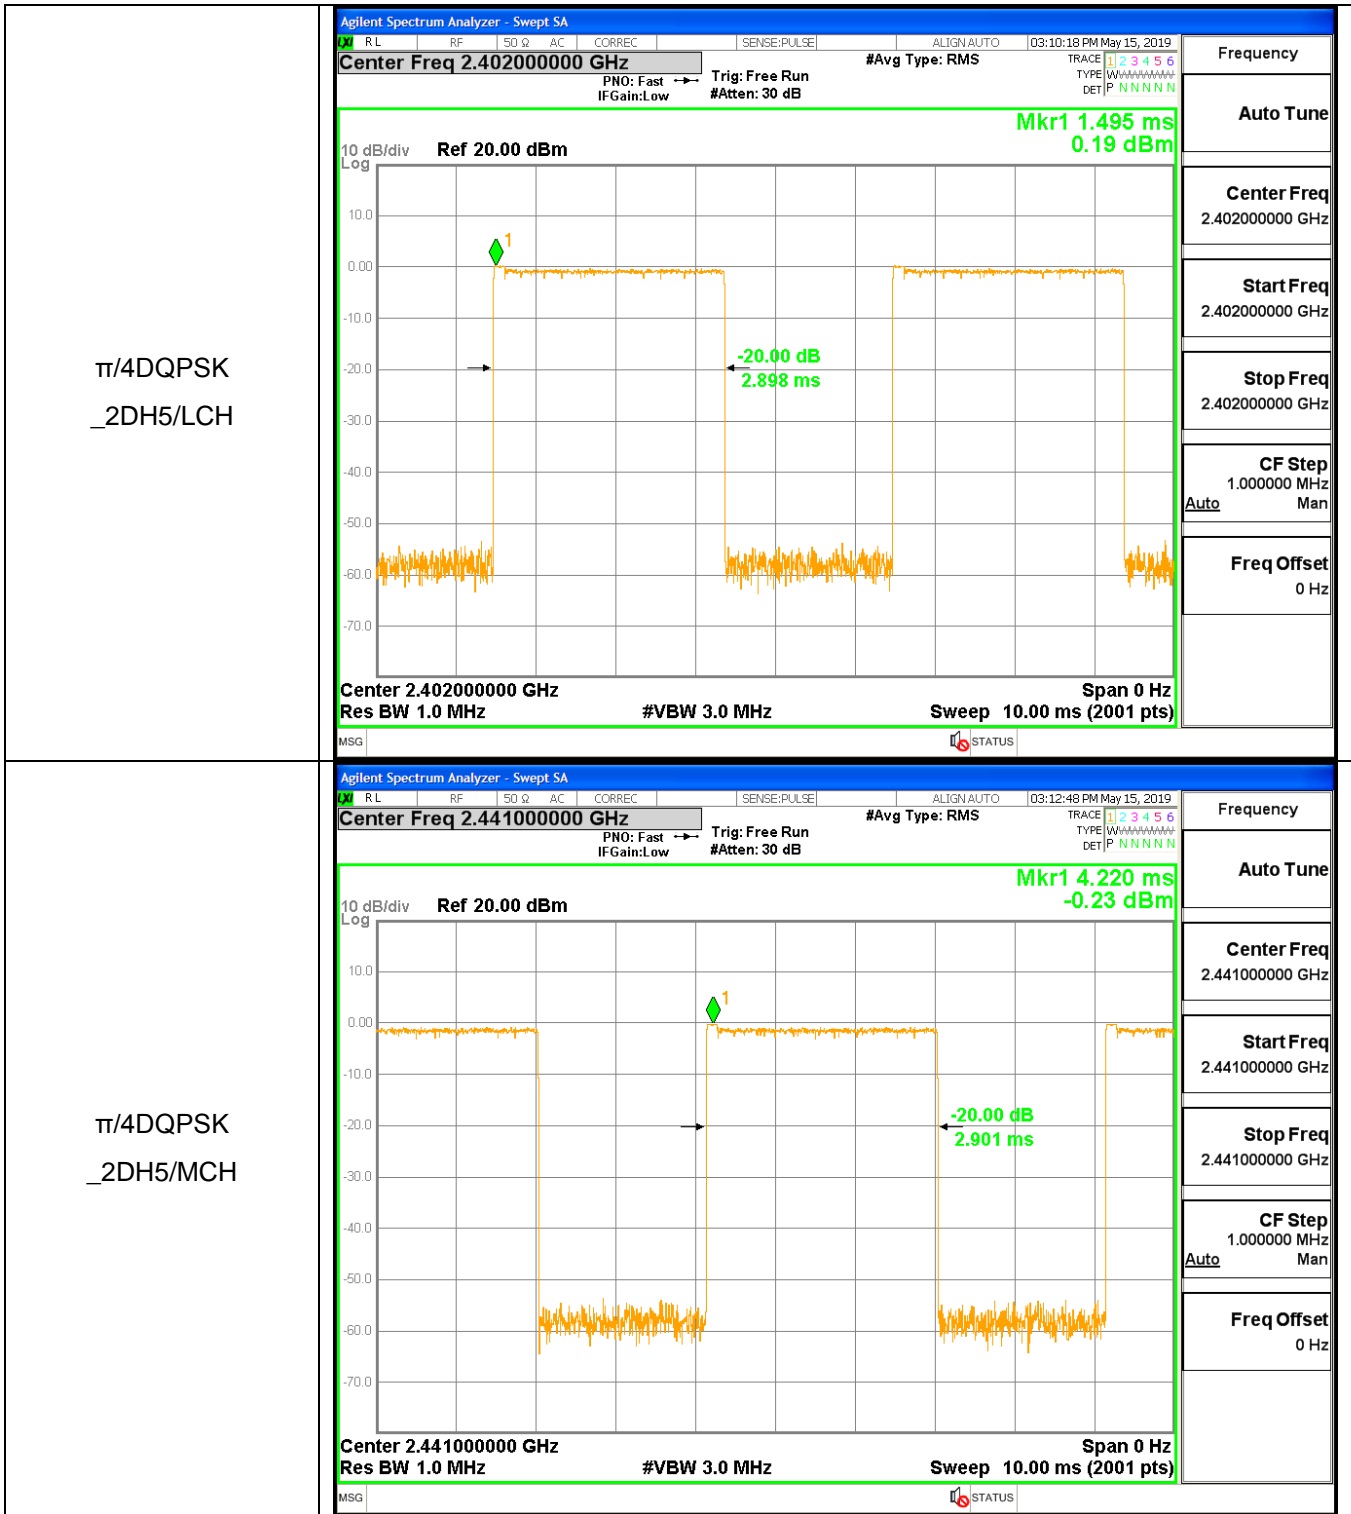 π/4DQPSK
_2DH5/LCH
Agilent Spectrum Analyzer - Swept SA
LXI RL RF 50 Ω AC CORREC SENSE:PULSE ALIGN AUTO 03:10:18 PM May 15, 2019
Center Freq 2.402000000 GHz
#Avg Type: RMS
TRACE 1 2 3 4 5 6
PNO: Fast
Trig: Free Run
TYPE
IFGain:Low
#Atten: 30 dB
DET P N N N N N
Mkr1 1.495 ms
0.19 dBm
10 dB/div Ref 20.00 dBm
Log
10.0
1
0.00
-10.0
-20.0
-20.00 dB
2.898 ms
-30.0
-40.0
-50.0
-60.0
-70.0
Center 2.402000000 GHz Span 0 Hz
Res BW 1.0 MHz #VBW 3.0 MHz Sweep 10.00 ms (2001 pts)
MSG STATUS
Frequency
Auto Tune
Center Freq
2.402000000 GHz
Start Freq
2.402000000 GHz
Stop Freq
2.402000000 GHz
CF Step
1.000000 MHz
Auto Man
Freq Offset
0 Hz
π/4DQPSK
_2DH5/MCH
Agilent Spectrum Analyzer - Swept SA
LXI RL RF 50 Ω AC CORREC SENSE:PULSE ALIGN AUTO 03:12:48 PM May 15, 2019
Center Freq 2.441000000 GHz
#Avg Type: RMS
TRACE 1 2 3 4 5 6
PNO: Fast
Trig: Free Run
TYPE
IFGain:Low
#Atten: 30 dB
DET P N N N N N
Mkr1 4.220 ms
-0.23 dBm
10 dB/div Ref 20.00 dBm
Log
10.0
1
0.00
-10.0
-20.0
-20.00 dB
2.901 ms
-30.0
-40.0
-50.0
-60.0
-70.0
Center 2.441000000 GHz Span 0 Hz
Res BW 1.0 MHz #VBW 3.0 MHz Sweep 10.00 ms (2001 pts)
MSG STATUS
Frequency
Auto Tune
Center Freq
2.441000000 GHz
Start Freq
2.441000000 GHz
Stop Freq
2.441000000 GHz
CF Step
1.000000 MHz
Auto Man
Freq Offset
0 Hz